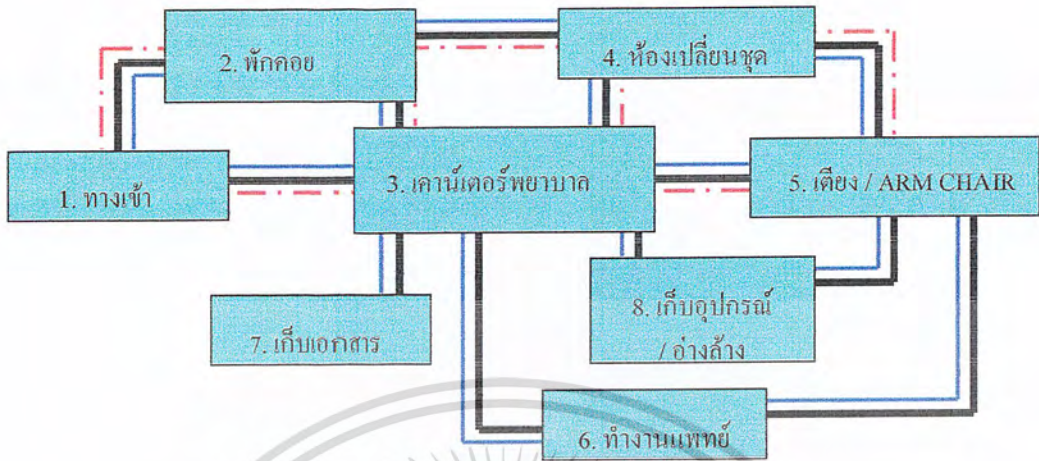 2. พักคอย
4. ห้องเปลี่ยนชุด
1. ทางเข้า
3. เคาน์เตอร์พยาบาล
5. เตียง / ARM CHAIR
7. เก็บเอกสาร
8. เก็บอุปกรณ์
/ อ่างล้าง
6. ทำงานแพทย์